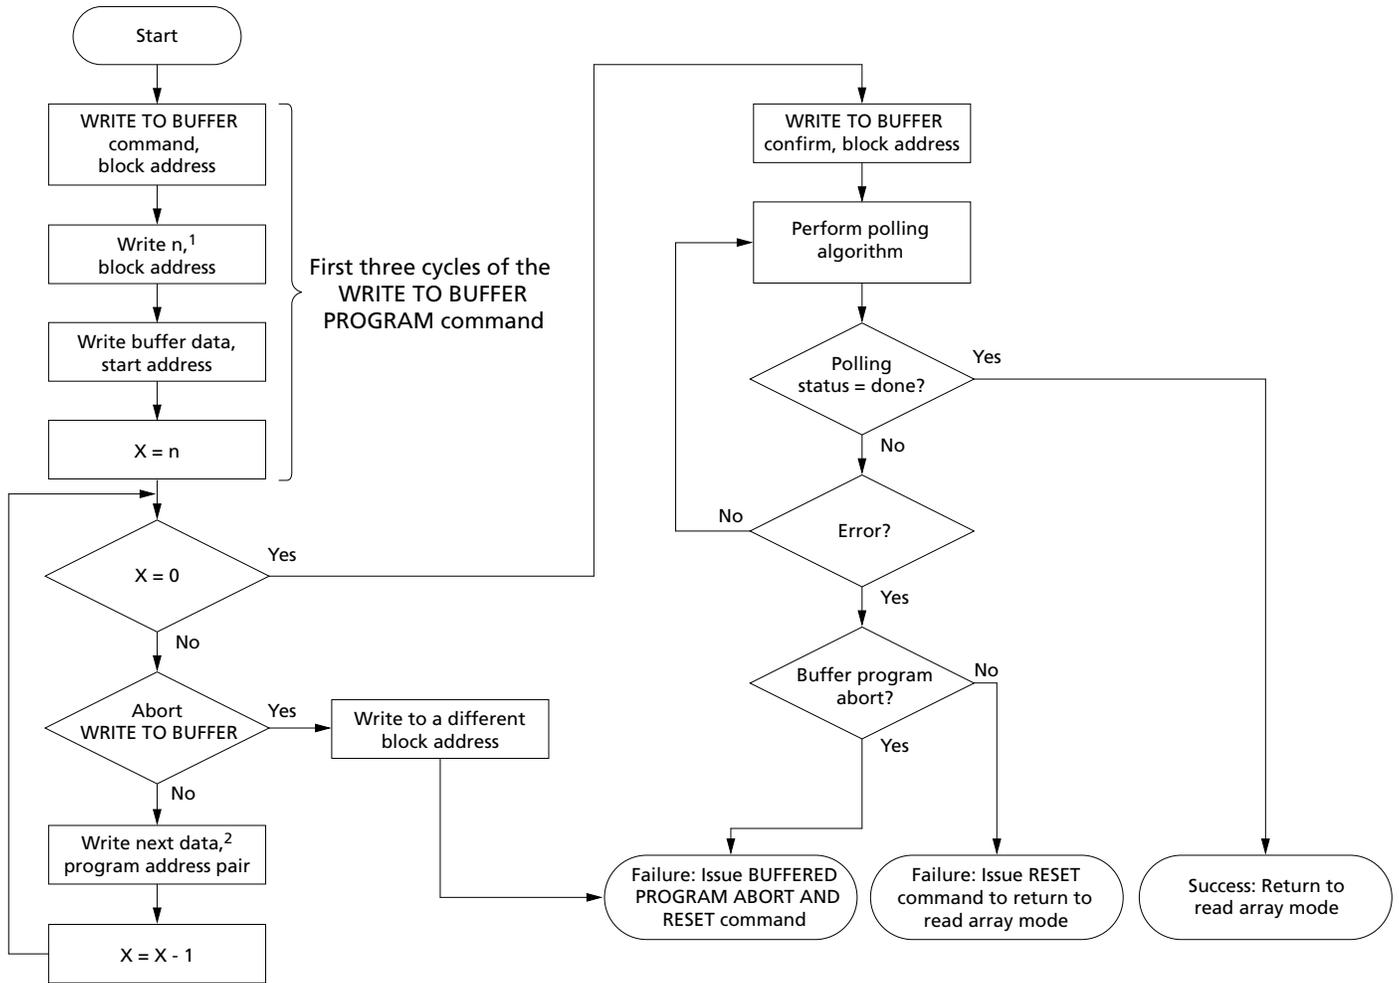 Start
WRITE TO BUFFER
command,
block address
Write n,1
block address
Write buffer data,
start address
X = n
First three cycles of the
WRITE TO BUFFER
PROGRAM command
X = 0
Yes
No
Abort
WRITE TO BUFFER
Yes
No
Write to a different
block address
Write next data,2
program address pair
X = X - 1
WRITE TO BUFFER
confirm, block address
Perform polling
algorithm
Polling
status = done?
Yes
No
Error?
No
Yes
Buffer program
abort?
No
Yes
Failure: Issue BUFFERED
PROGRAM ABORT AND
RESET command
Failure: Issue RESET
command to return to
read array mode
Success: Return to
read array mode